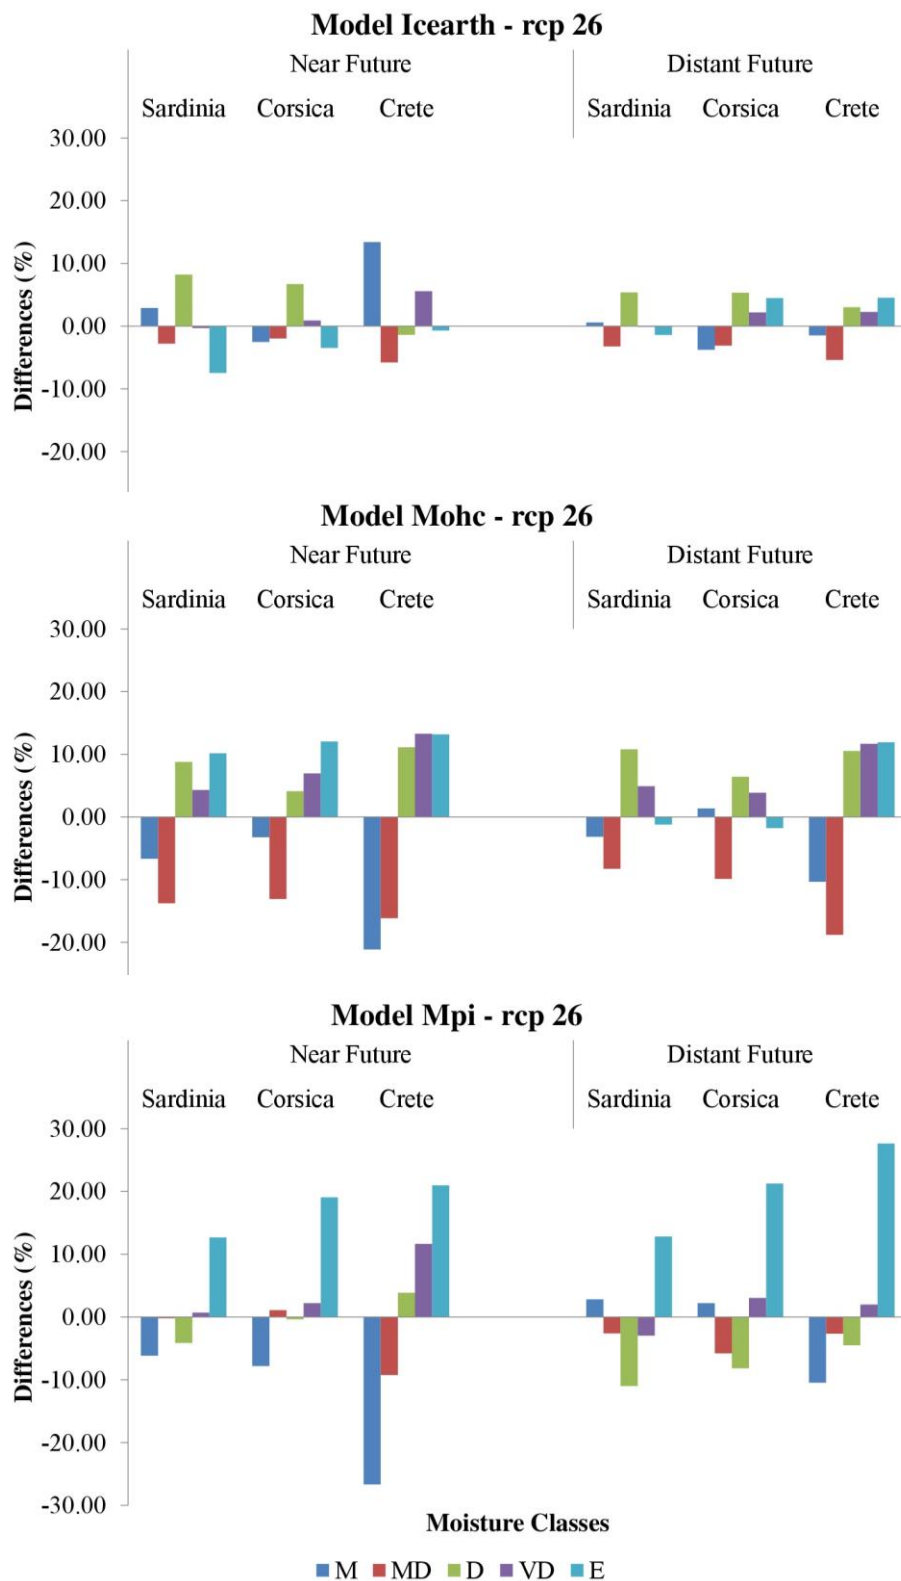 Model Icearth - rcp 26
Near Future Distant Future
Sardinia Corsica Crete Sardinia Corsica Crete
30.00
20.00
10.00
0.00
-10.00
-20.00
Differences (%)
Model Mohc - rcp 26
Near Future Distant Future
Sardinia Corsica Crete Sardinia Corsica Crete
30.00
20.00
10.00
0.00
-10.00
-20.00
Differences (%)
Model Mpi - rcp 26
Near Future Distant Future
Sardinia Corsica Crete Sardinia Corsica Crete
30.00
20.00
10.00
0.00
-10.00
-20.00
-30.00
Differences (%)
Moisture Classes
M MD D VD E